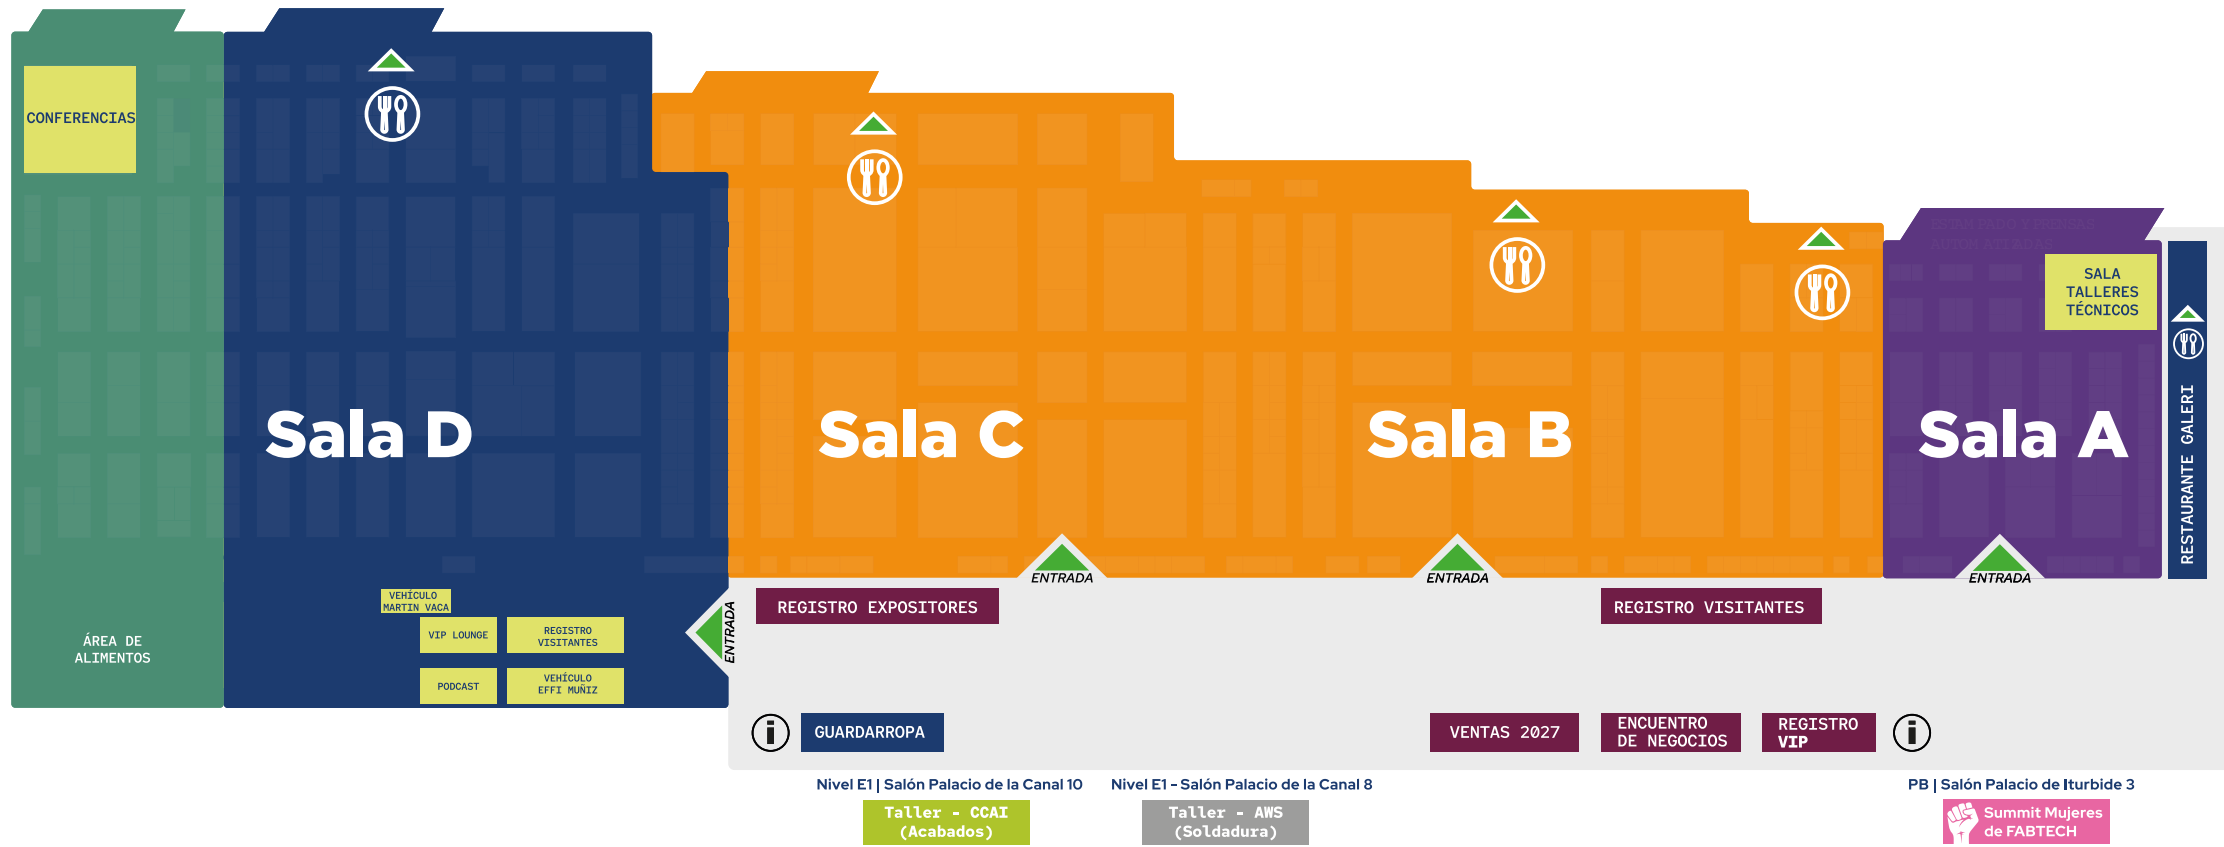 CONFERENCIAS
SALA
TALLERES
TÉCNICOS
RESTAURANTE GALERI
Sala D
Sala C
Sala B
Sala A
ENTRADA
ENTRADA
ENTRADA
ENTRADA
VEHÍCULO
MARTIN VACA
VIP LOUNGE
REGISTRO
VISITANTES
PODCAST
VEHÍCULO
EFFI MUÑIZ
ÁREA DE
ALIMENTOS
REGISTRO EXPOSITORES
REGISTRO VISITANTES
i
GUARDARROPA
VENTAS 2027
ENCUENTRO
DE NEGOCIOS
REGISTRO
VIP
i
Nivel E1 | Salón Palacio de la Canal 10
Taller - CCAI
(Acabados)
Nivel E1 - Salón Palacio de la Canal 8
Taller - AWS
(Soldadura)
PB | Salón Palacio de Iturbide 3
Summit Mujeres
de FABTECH